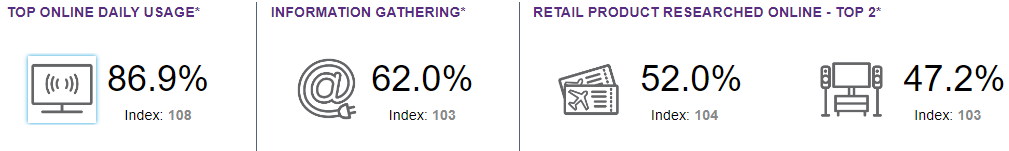 TOP ONLINE DAILY USAGE*
86.9%
Index: 108
INFORMATION GATHERING*
@
62.0%
Index: 103
RETAIL PRODUCT RESEARCHED ONLINE - TOP 2*
52.0%
Index: 104
47.2%
Index: 103